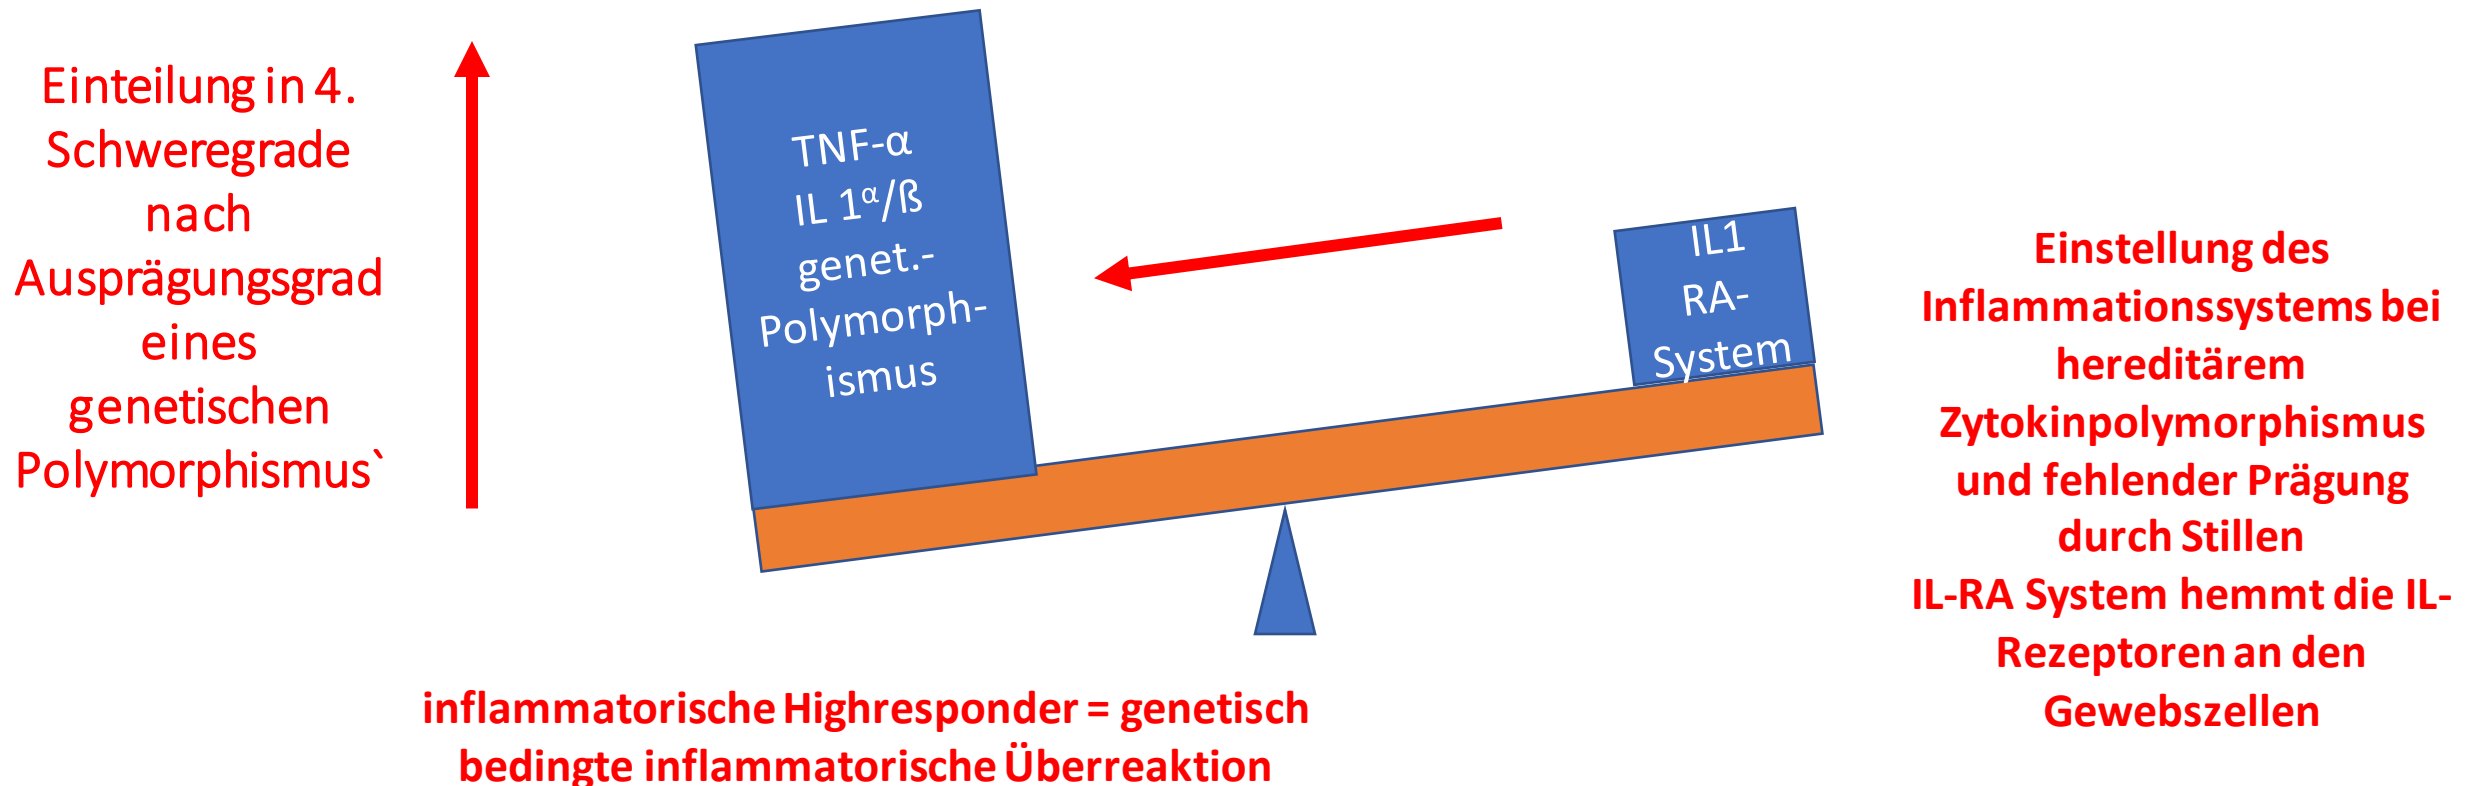 Einteilung in 4.
Schweregrade
nach
Ausprägungsgrad
eines
genetischen
Polymorphismus`
TNF-α
IL 1α/ß
genet.-
Polymorph-
ismus
IL1
RA-
System
Einstellung des
Inflammationssystems bei
hereditärem
Zytokinpolymorphismus
und fehlender Prägung
durch Stillen
IL-RA System hemmt die IL-
Rezeptoren an den
Gewebszellen
inflammatorische Highresponder = genetisch
bedingte inflammatorische Überreaktion